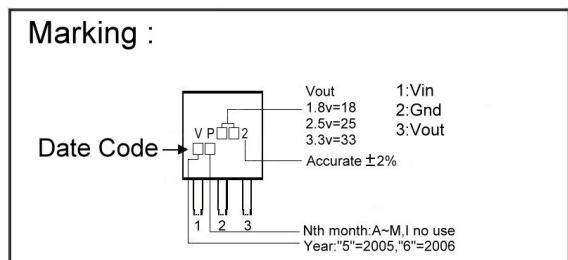 Marking :
Vout
1.8v=18
2.5v=25
3.3v=33
1:Vin
2:Gnd
3:Vout
V P□□ 2
Date Code
Accurate ±2%
1 2 3
Nth month:A~M,I no use
Year:"5"=2005,"6"=2006